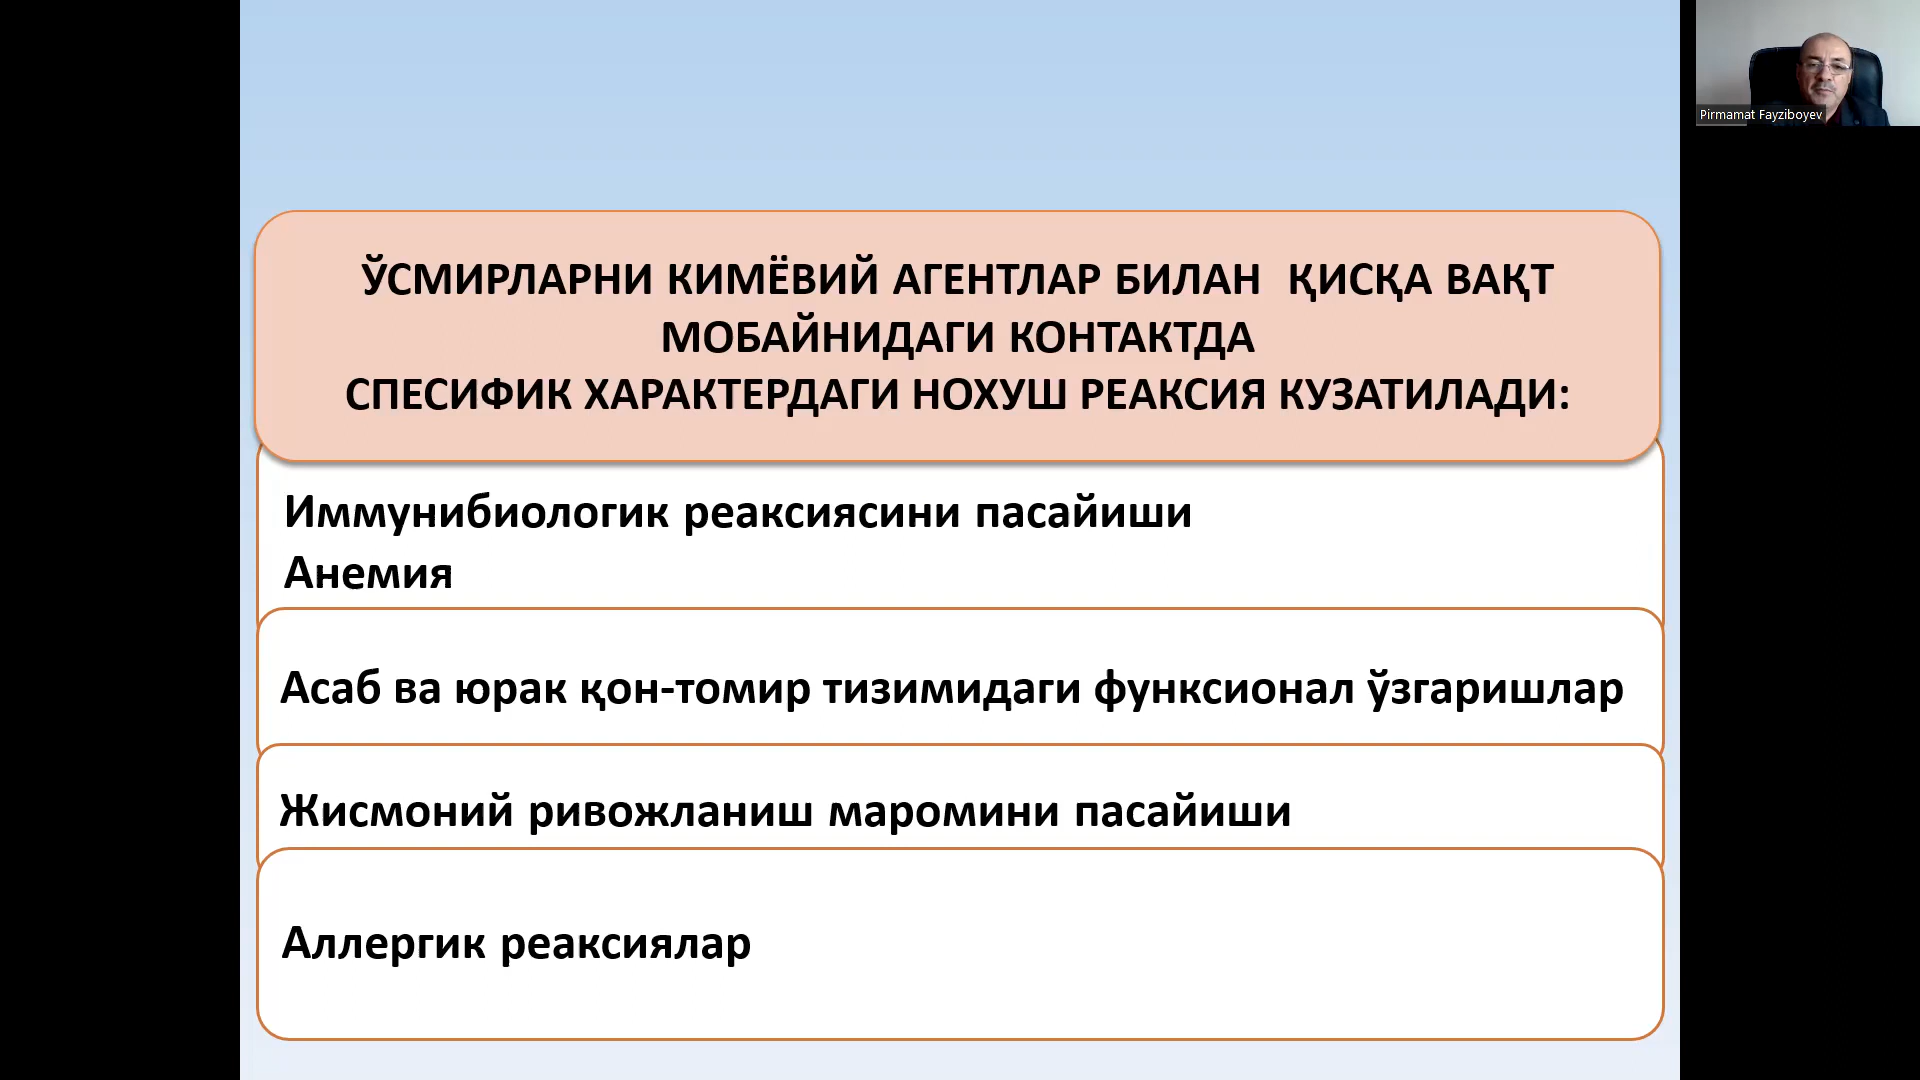 Pirmamat Fayziboyev
ЎСМИРЛАРНИ КИМЁВИЙ АГЕНТЛАР БИЛАН ҚИСҚА ВАҚТ
МОБАЙНИДАГИ КОНТАКТДА
СПЕСИФИК ХАРАКТЕРДАГИ НОХУШ РЕАКСИЯ КУЗАТИЛАДИ:
Иммунибиологик реаксиясини пасайиши
Анемия
Асаб ва юрак қон-томир тизимидаги функсионал ўзгаришлар
Жисмоний ривожланиш маромини пасайиши
Аллергик реаксиялар